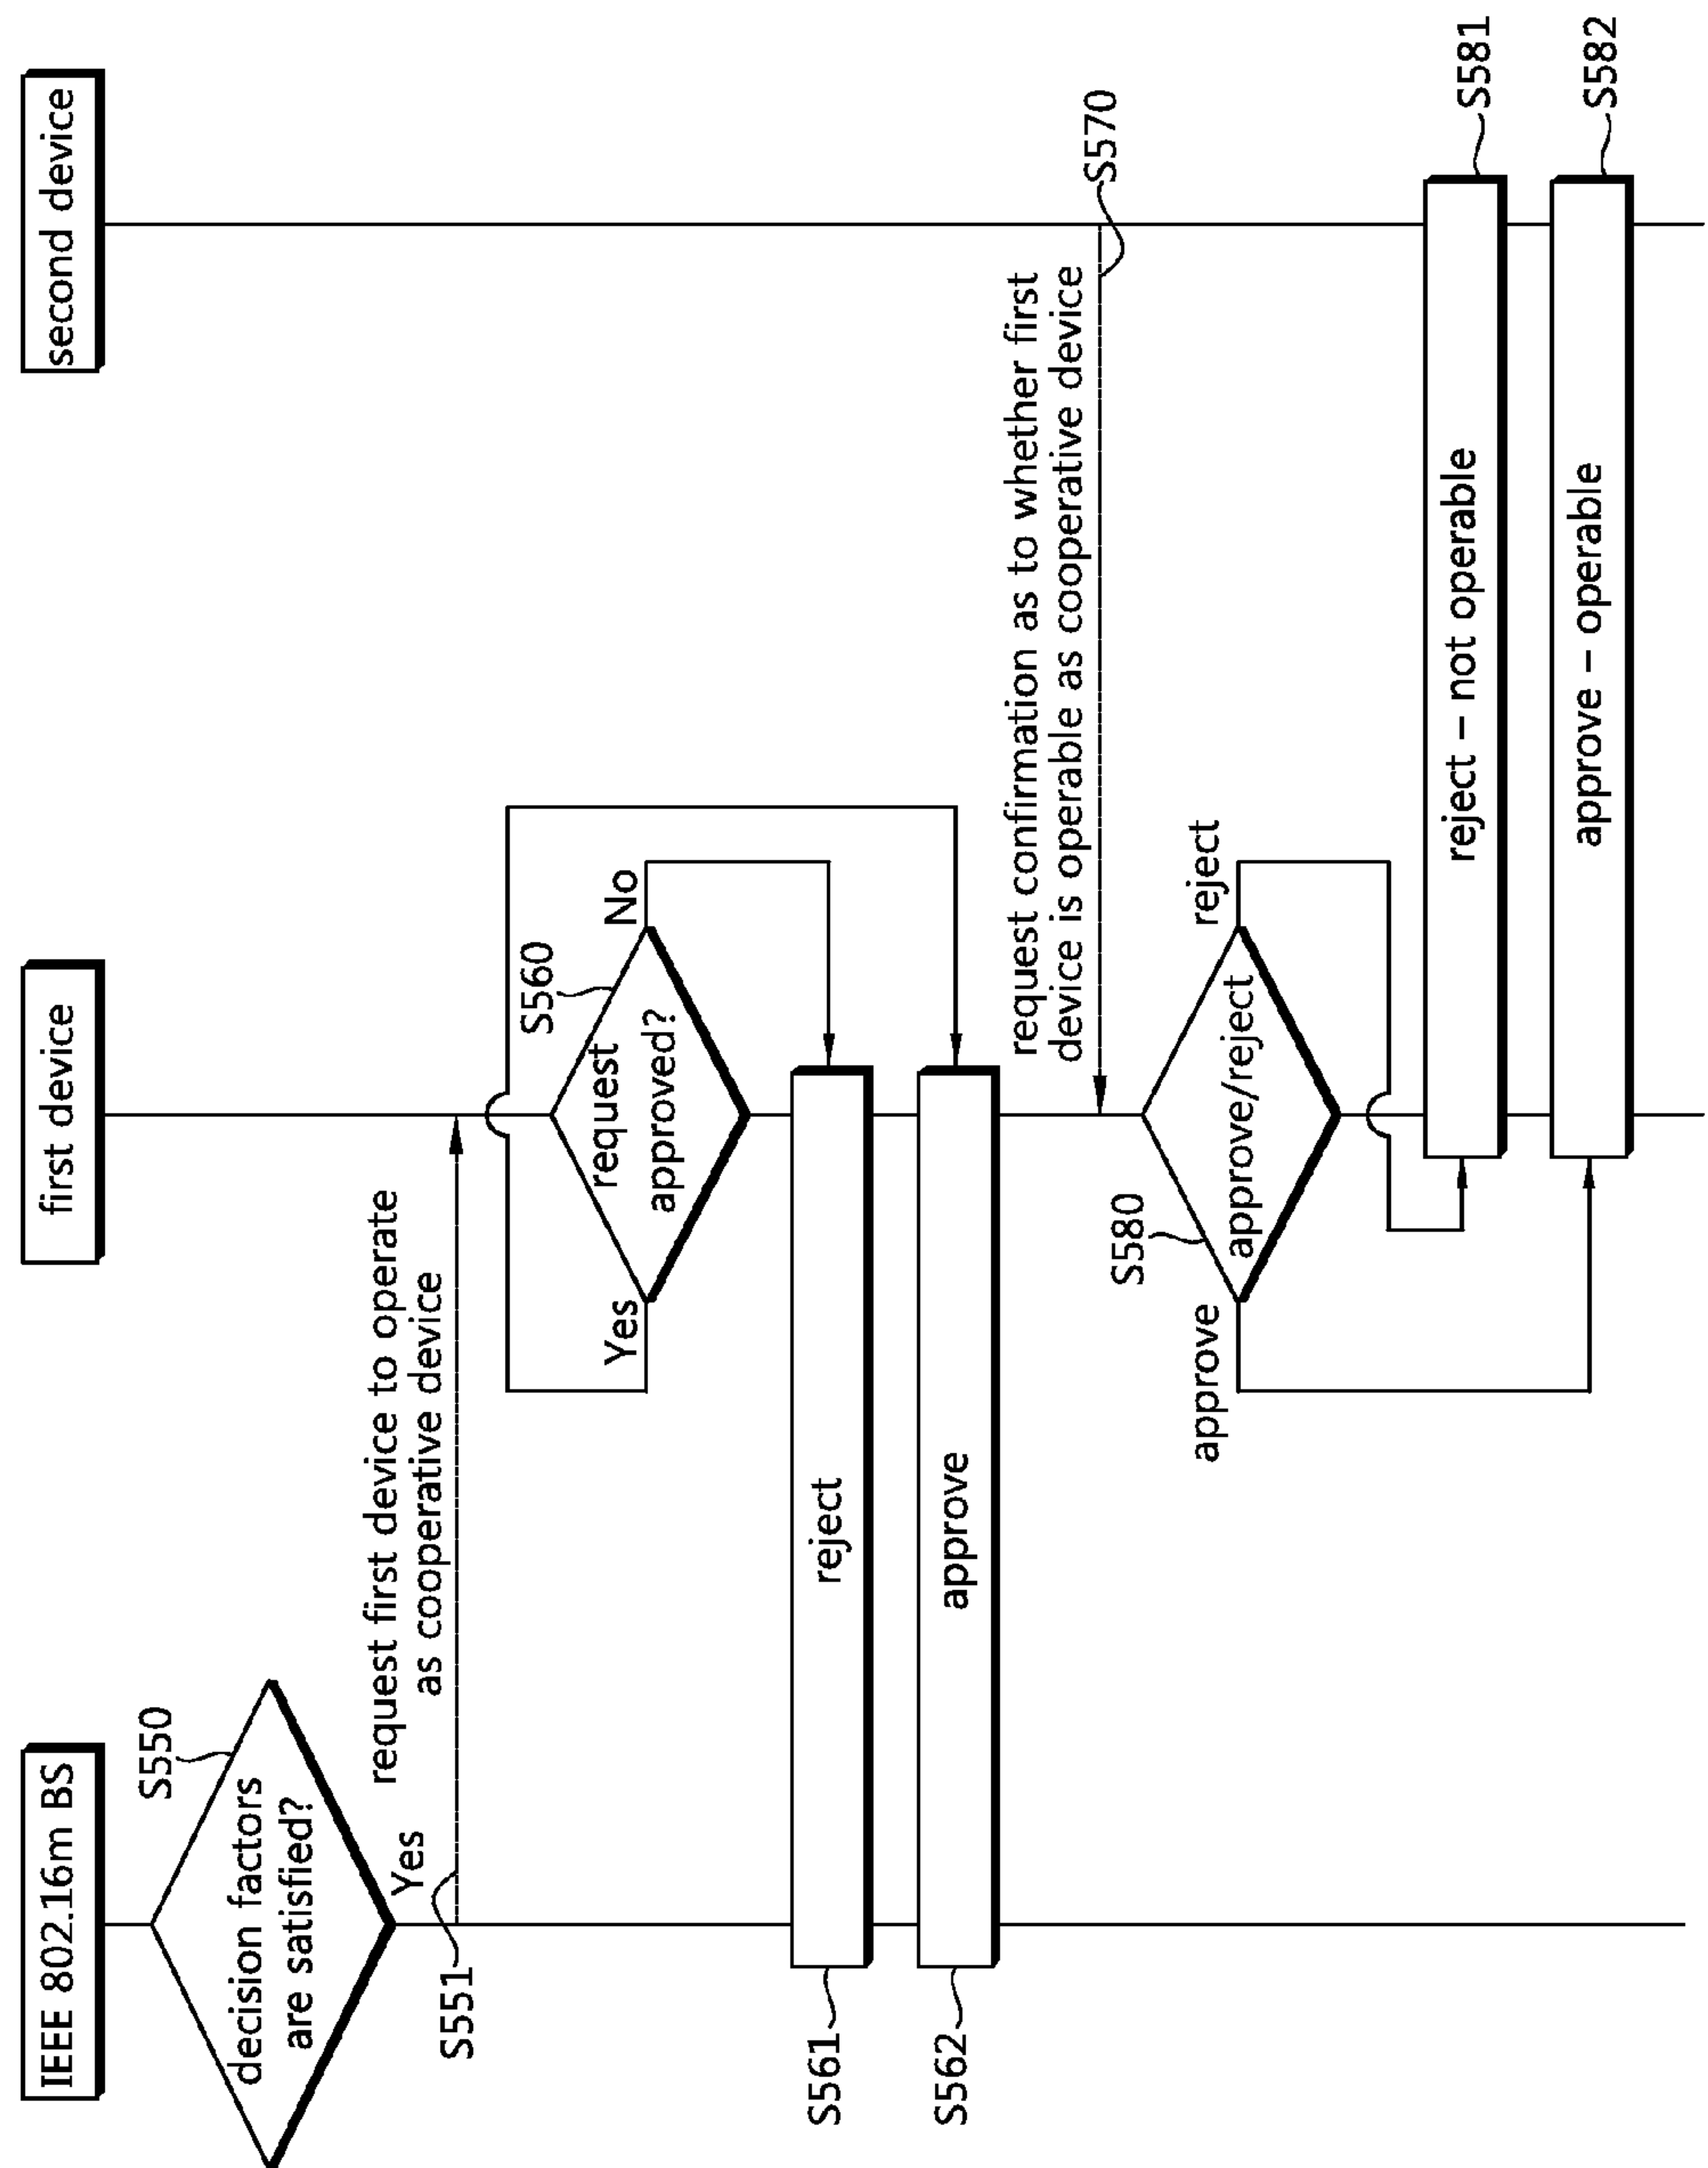 IEEE 802.16m BS
first device
second device
S550
decision factors
are satisfied?
Yes
S551
request first device to operate
as cooperative device
S560
request
approved?
Yes
No
S561
reject
S562
approve
request confirmation as to whether first
device is operable as cooperative device
S570
S580
approve/reject
approve
reject
reject – not operable
S581
approve – operable
S582